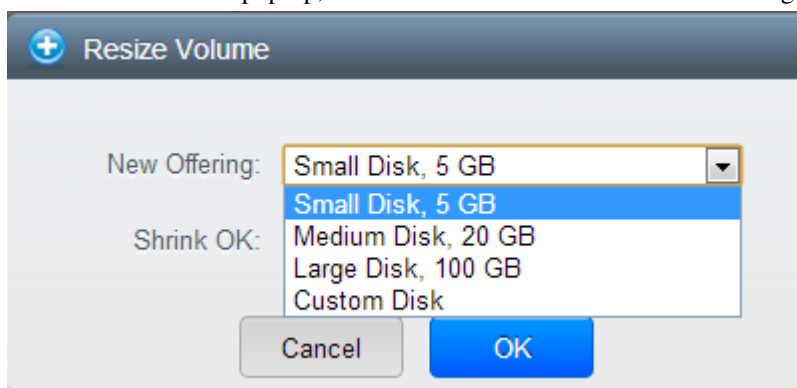 Resize Volume
New Offering: Small Disk, 5 GB
Small Disk, 5 GB
Shrink OK: Medium Disk, 20 GB
Large Disk, 100 GB
Custom Disk
Cancel OK